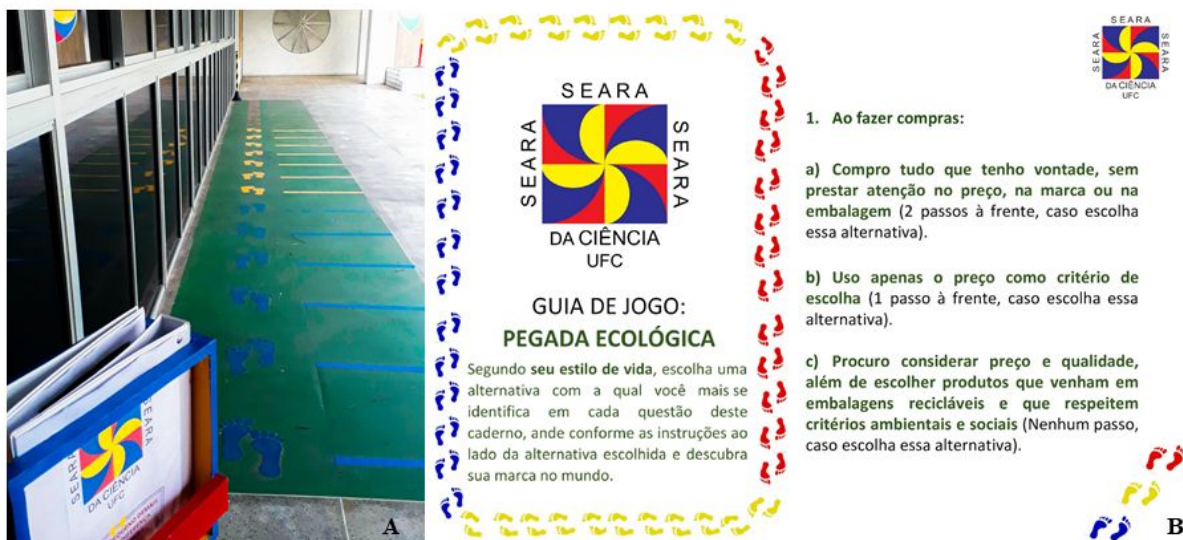 SEARA
SEARA
DA CIÊNCIA
UFC
A
SEARA
SEARA
SEARA
DA CIÊNCIA
UFC
GUIA DE JOGO:
PEGADA ECOLÓGICA
Segundo seu estilo de vida, escolha uma
alternativa com a qual você mais se
identifica em cada questão deste
caderno, ande conforme as instruções ao
lado da alternativa escolhida e descubra
sua marca no mundo.
SEARA
SEARA
SEARA
DA CIÊNCIA
UFC
1. Ao fazer compras:
a) Compro tudo que tenho vontade, sem
prestar atenção no preço, na marca ou na
embalagem (2 passos à frente, caso escolha
essa alternativa).
b) Uso apenas o preço como critério de
escolha (1 passo à frente, caso escolha essa
alternativa).
c) Procuro considerar preço e qualidade,
além de escolher produtos que venham em
embalagens recicláveis e que respeitem
critérios ambientais e sociais (Nenhum passo,
caso escolha essa alternativa).
B